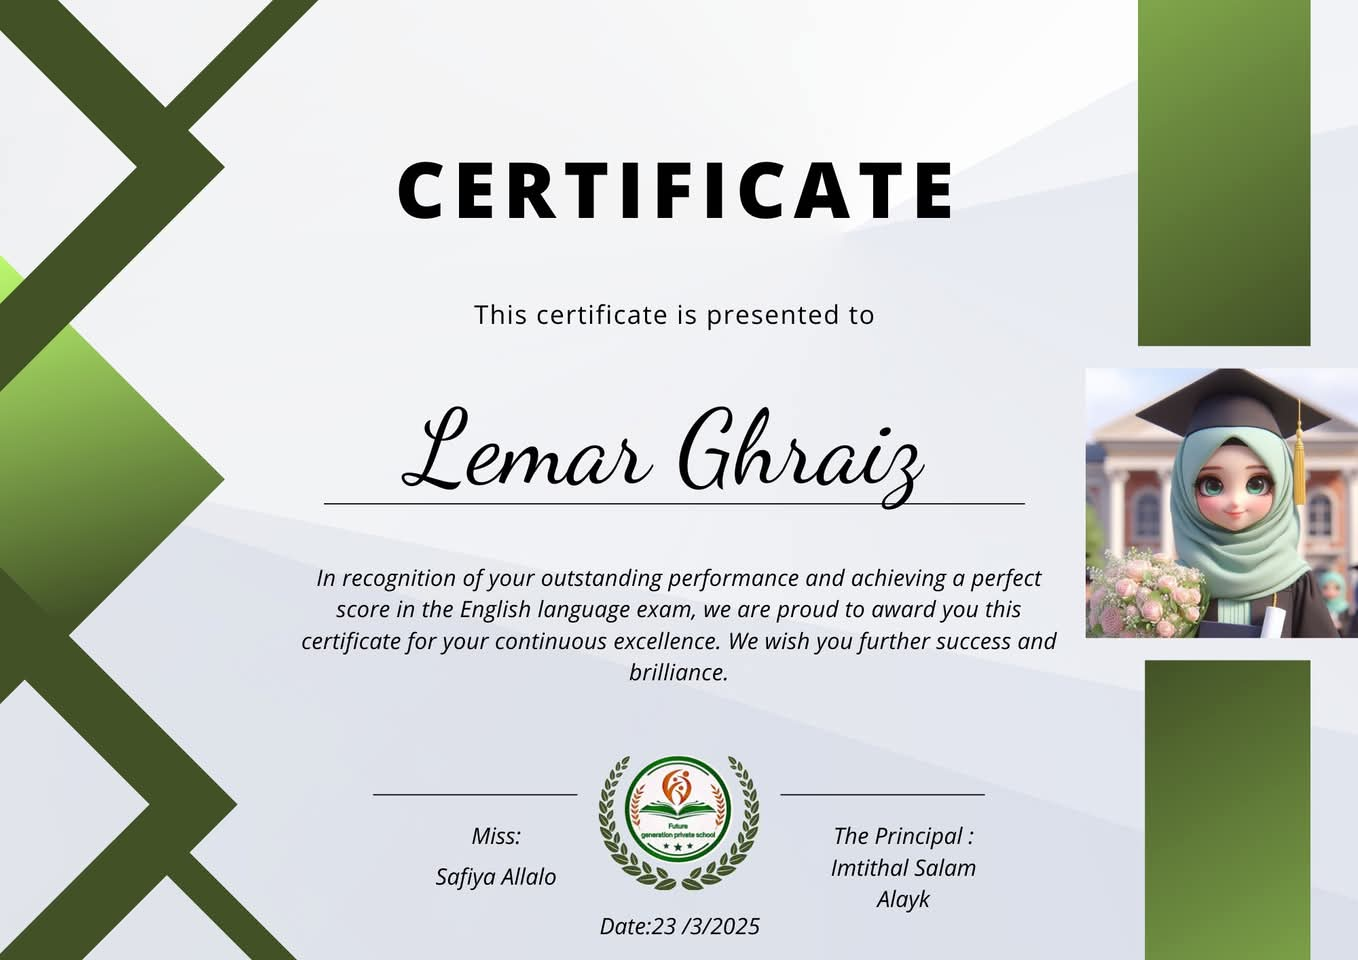 CERTIFICATE
This certificate is presented to
Lemar Ghraiz
In recognition of your outstanding performance and achieving a perfect
score in the English language exam, we are proud to award you this
certificate for your continuous excellence. We wish you further success and
brilliance.
Future
generation private school
Miss:
Safiya Allalo
The Principal :
Imtithal Salam
Alayk
Date:23 /3/2025